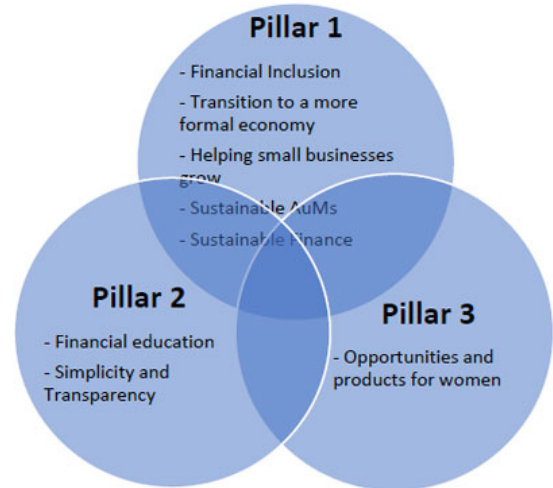 Pillar 1
- Financial Inclusion
- Transition to a more
formal economy
- Helping small businesses
grow
- Sustainable AuMs
- Sustainable Finance
Pillar 2
- Financial education
- Simplicity and
Transparency
Pillar 3
- Opportunities and
products for women